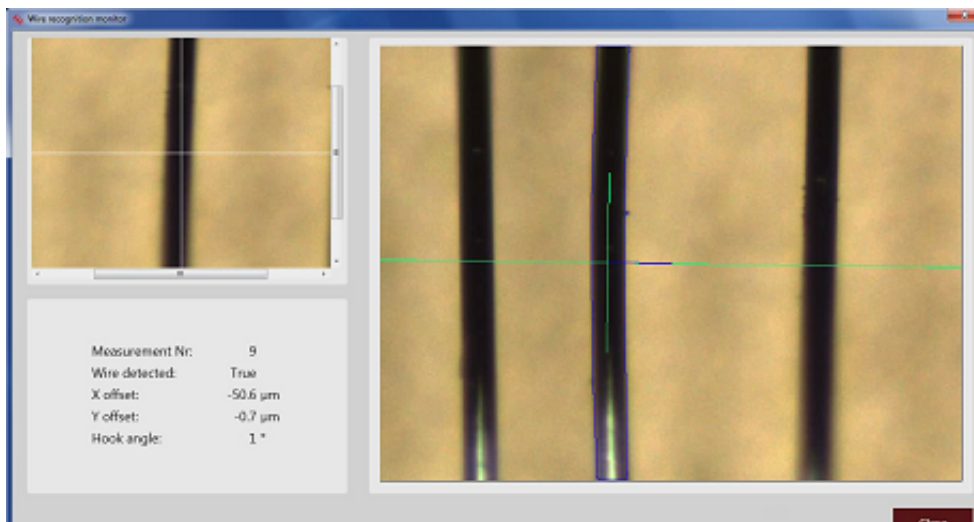 Wire recognition monitor
Measurement Nr: 9
Wire detected: True
X offset: -50.6 µm
Y offset: -0.7 µm
Hook angle: 1 °